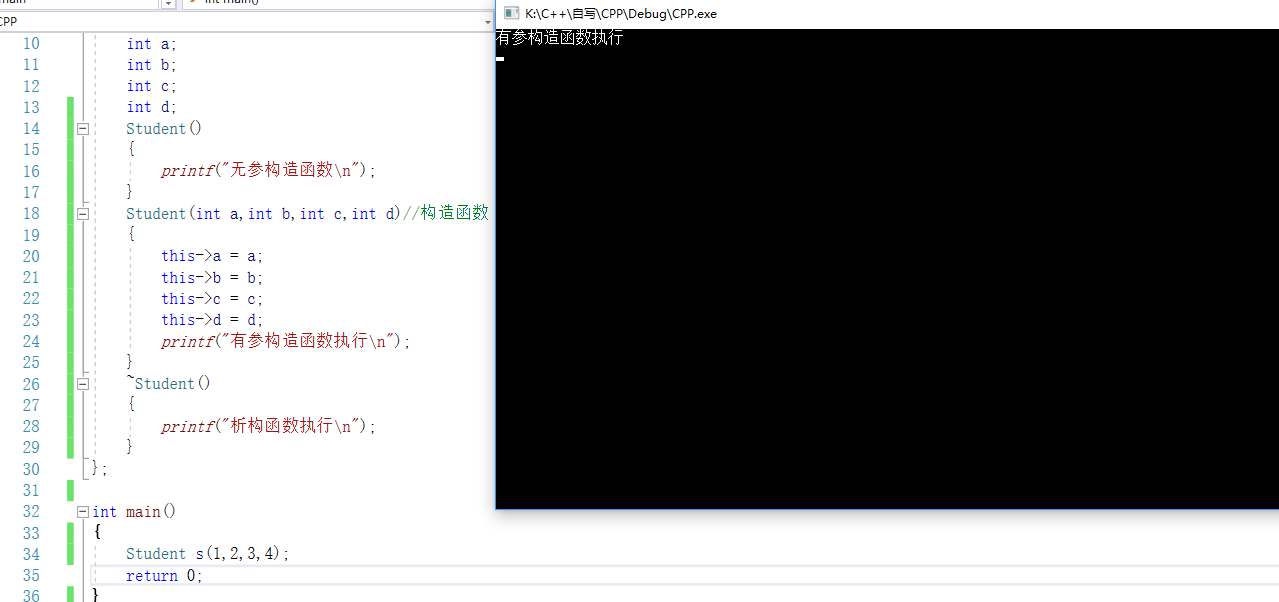 int main()
CPP
K:\C++\自写\CPP\Debug\CPP.exe
有参构造函数执行
10 int a;
11 int b;
12 int c;
13 int d;
14 Student()
15 {
16 printf("无参构造函数\n");
17 }
18 Student(int a,int b,int c,int d)//构造函数
19 {
20 this->a = a;
21 this->b = b;
22 this->c = c;
23 this->d = d;
24 printf("有参构造函数执行\n");
25 }
26 ~Student()
27 {
28 printf("析构函数执行\n");
29 }
30 };
31
32 int main()
33 {
34 Student s(1,2,3,4);
35 return 0;
36 }